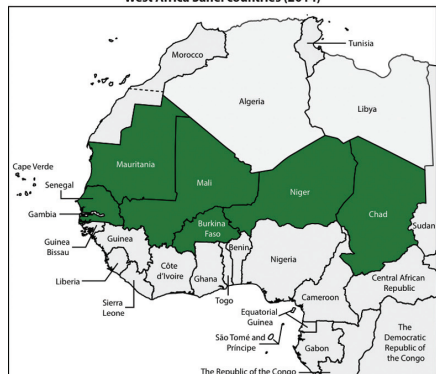 West Africa Sahel Countries (2014)
Tunisia
Morocco
Algeria
Libya
Cape Verde
Mauritania
Mali
Niger
Chad
Senegal
Gambia
Sudan
Burkina
Faso
Guinea
Bissau
Guinea
Benin
Nigeria
Côte
d'Ivoire
Ghana
Central African
Republic
Liberia
Sierra
Leone
Togo
Cameroon
Equatorial
Guinea
São Tomé and
Príncipe
Gabon
The
Democratic
Republic of
the Congo
The Republic of the Congo